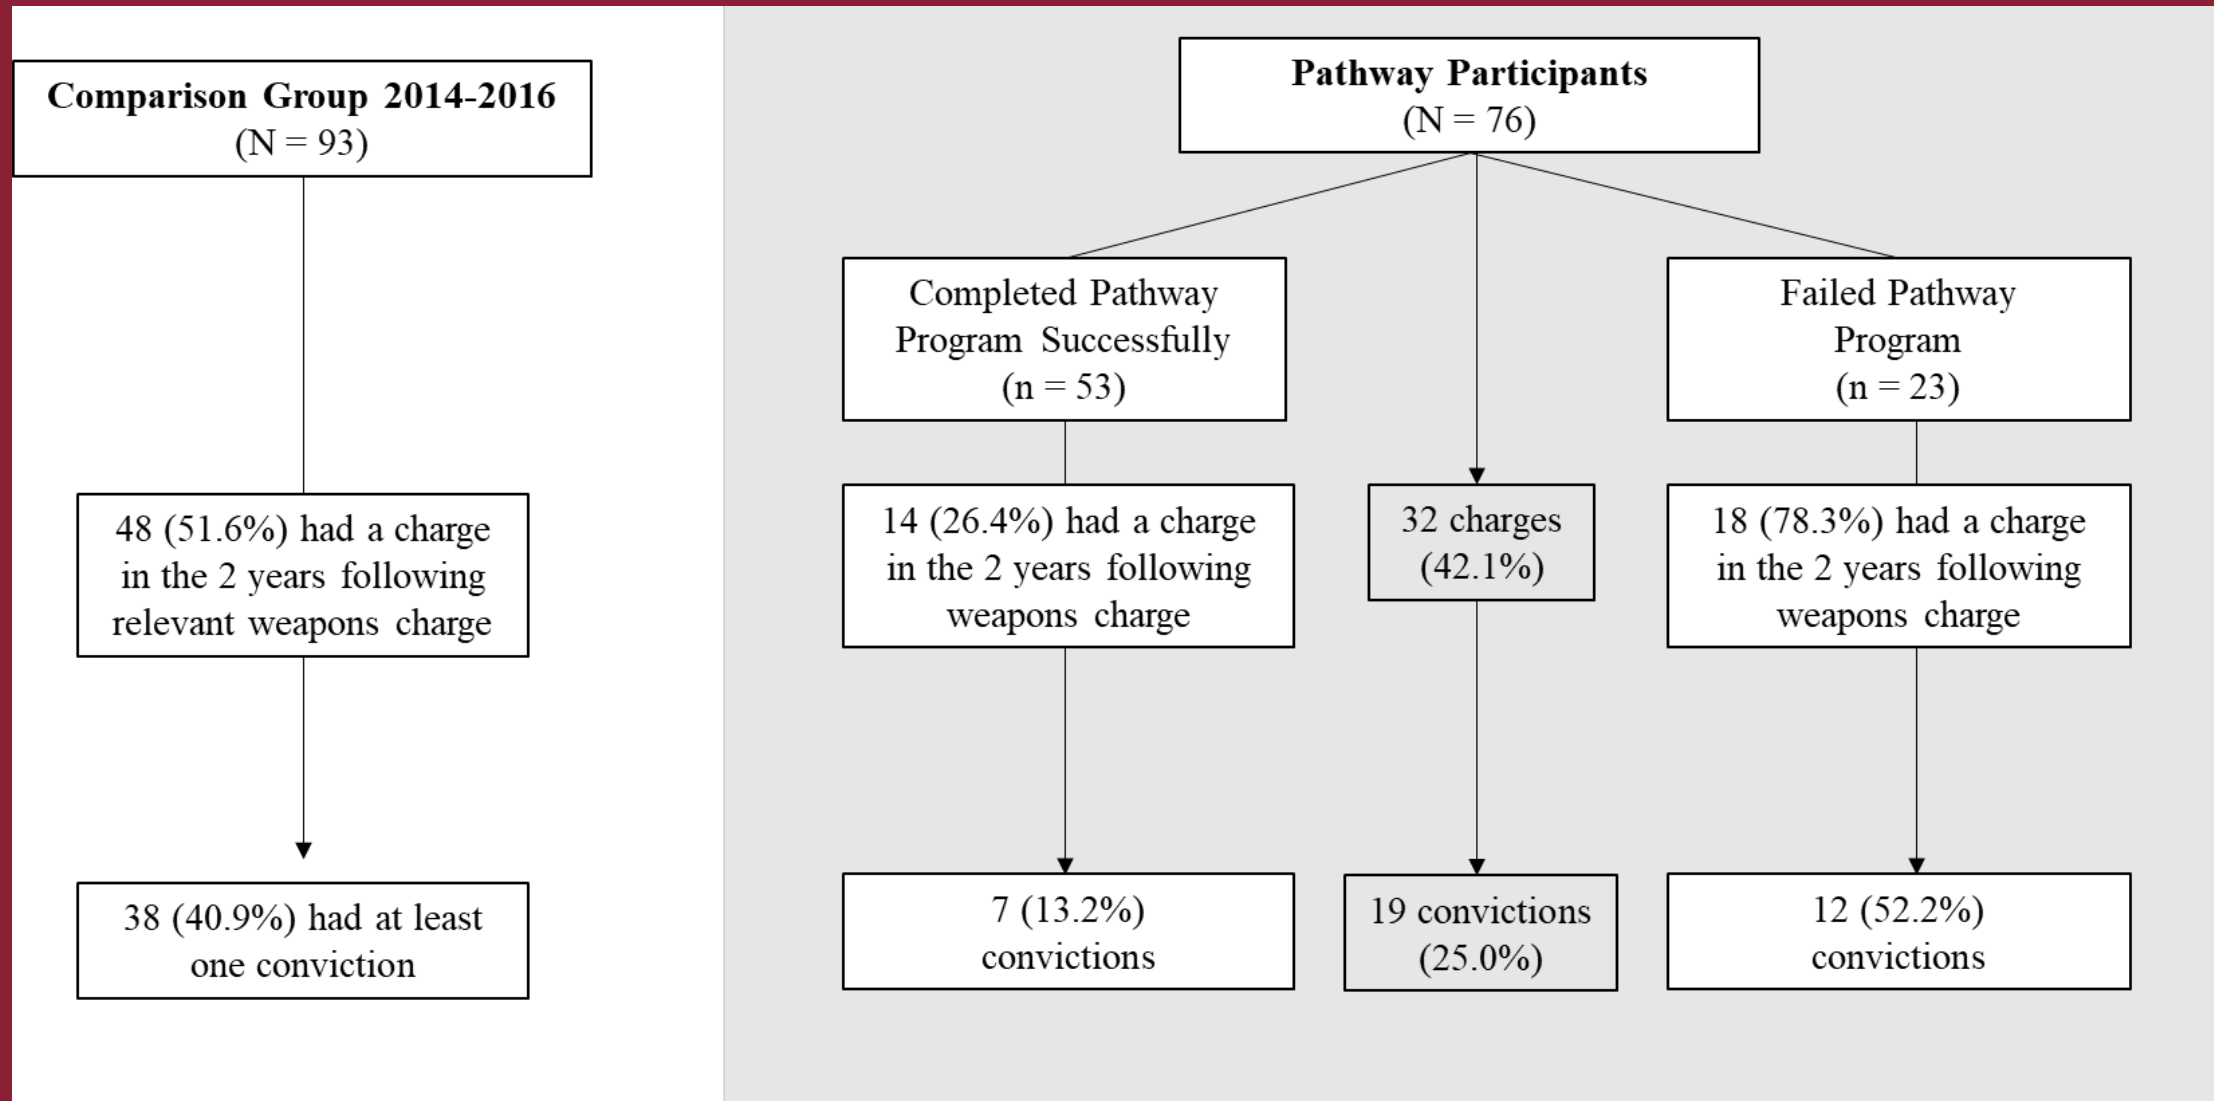 Comparison Group 2014-2016
(N = 93)
48 (51.6%) had a charge
in the 2 years following
relevant weapons charge
38 (40.9%) had at least
one conviction
Pathway Participants
(N = 76)
Completed Pathway
Program Successfully
(n = 53)
Failed Pathway
Program
(n = 23)
14 (26.4%) had a charge
in the 2 years following
weapons charge
32 charges
(42.1%)
18 (78.3%) had a charge
in the 2 years following
weapons charge
7 (13.2%)
convictions
19 convictions
(25.0%)
12 (52.2%)
convictions